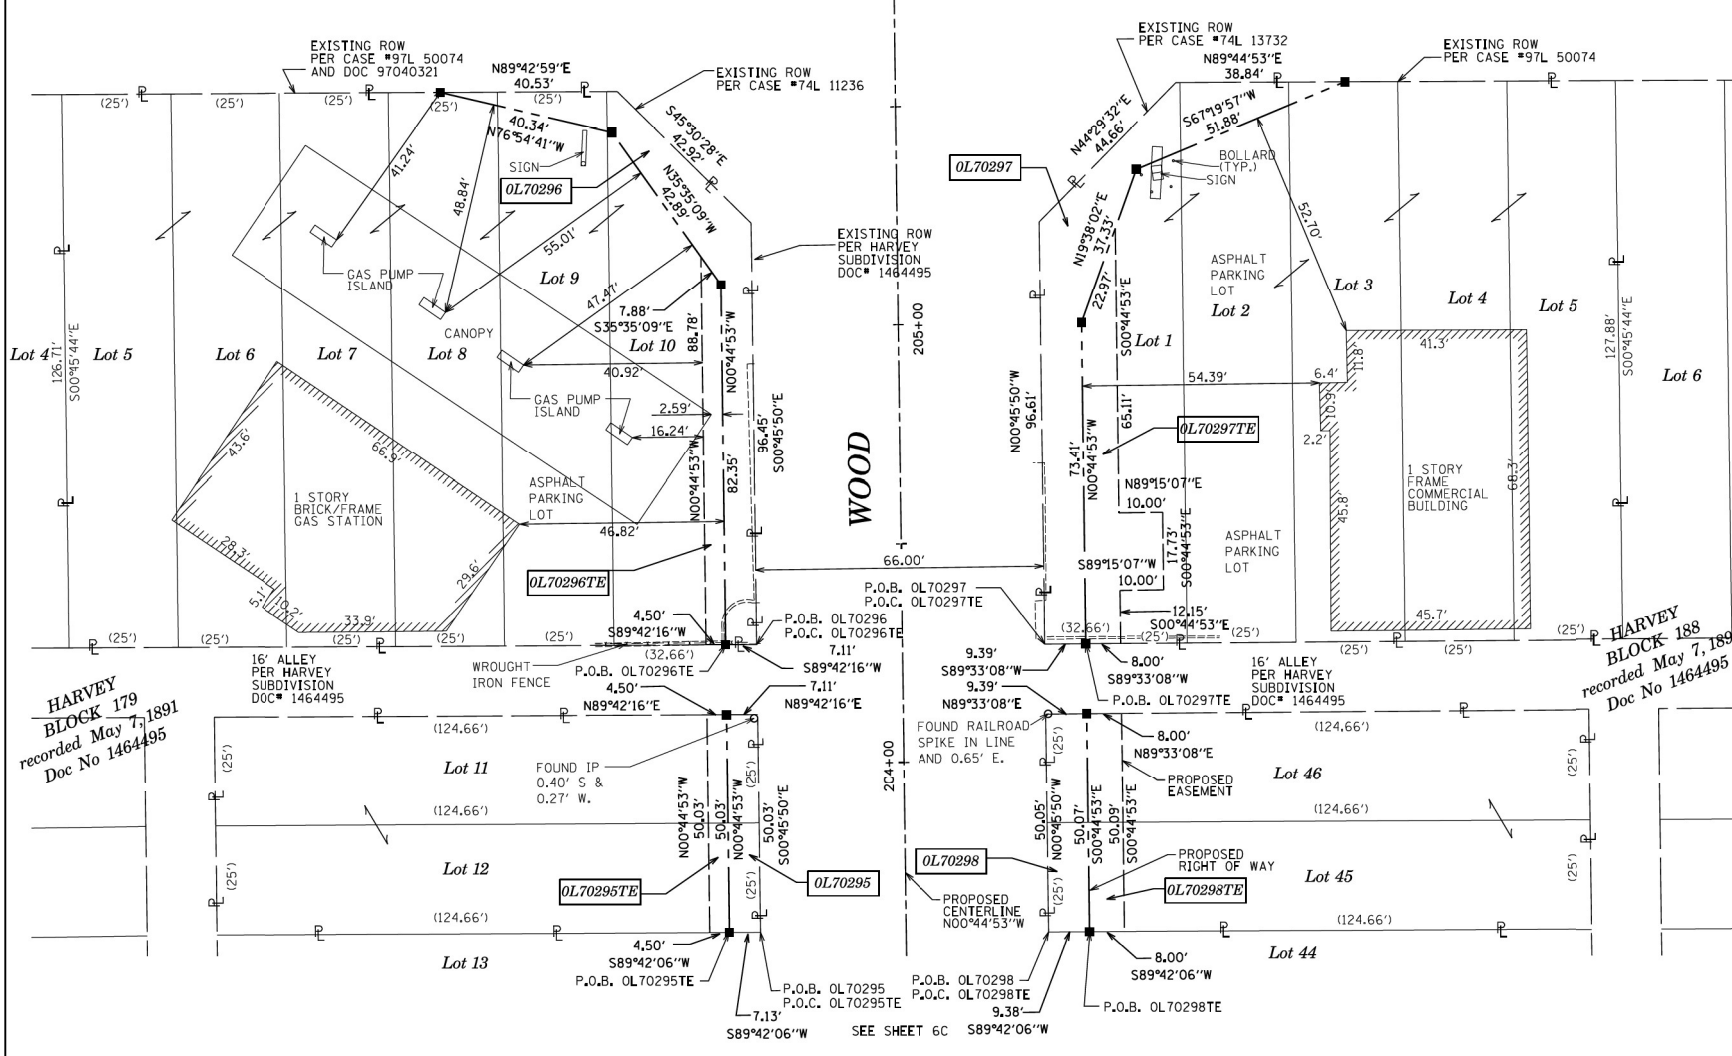 EXISTING ROW
PER CASE #97L 50074
AND DOC 97040321
N89°42'59"E
40.53'
EXISTING ROW
PER CASE #74L 11236
EXISTING ROW
PER CASE #74L 13732
N89°44'53"E
38.84'
EXISTING ROW
PER CASE #97L 50074
(25')
(25')
(25')
(25')
(25')
40.34'
N76°54'41"W
41.24'
48.84'
SIGN
0L70296
S45°30'28"E
42.92'
N35°35'09"W
42.89'
55.01'
47.47'
GAS PUMP
ISLAND
CANOPY
Lot 9
7.88'
S35°35'09"E
EXISTING ROW
PER HARVEY
SUBDIVISION
DOC# 1464495
205+00
0L70297
N44°29'32"E
44.66'
S67°19'57"W
51.88'
BOLLARD
(TYP.)
SIGN
N19°38'02"E
37.33'
22.97'
52.70'
ASPHALT
PARKING
LOT
Lot 2
Lot 3
Lot 4
Lot 5
Lot 6
Lot 1
S00°44'53"E
65.11'
127.88'
S00°45'44"E
Lot 4
126.71'
S00°45'44"E
Lot 5
Lot 6
Lot 7
Lot 8
Lot 10
88.78'
N00°44'53"W
N00°44'53"W
82.35'
40.92'
GAS PUMP
ISLAND
2.59'
16.24'
96.45'
S00°45'50"E
N00°45'50"W
96.61'
41.3'
11.8'
6.4'
10.9'
2.2'
54.39'
0L70297TE
73.41'
N00°44'53"W
N89°15'07"E
10.00'
17.73'
S00°44'53"E
S89°15'07"W
10.00'
ASPHALT
PARKING
LOT
1 STORY
FRAME
COMMERCIAL
BUILDING
45.8'
68.3'
45.7'
43.6'
66.9'
1 STORY
BRICK/FRAME
GAS STATION
28.3'
5.1'
10.2'
33.9'
29.6'
ASPHALT
PARKING
LOT
46.82'
WOOD
66.00'
0L70296TE
P.O.B. OL70297
P.O.C. OL70297TE
4.50'
S89°42'16"W
P.O.B. OL70296
P.O.C. OL70296TE
12.15'
S00°44'53"E
(25')
(25')
(25')
(25')
(32.66')
(32.66')
(25')
(25')
(25')
(25')
(25')
16' ALLEY
PER HARVEY
SUBDIVISION
DOC# 1464495
WROUGHT
IRON FENCE
P.O.B. OL70296TE
7.11'
S89°42'16"W
9.39'
S89°33'08"W
8.00'
S89°33'08"W
16' ALLEY
PER HARVEY
SUBDIVISION
DOC# 1464495
HARVEY
BLOCK 188
recorded May 7, 189
Doc No 1464495
HARVEY
BLOCK 179
recorded May 7, 1891
Doc No 1464495
4.50'
N89°42'16"E
7.11'
N89°42'16"E
9.39'
N89°33'08"E
P.O.B. OL70297TE
(124.66')
(124.66')
FOUND RAILROAD
SPIKE IN LINE
AND 0.65' E.
8.00'
N89°33'08"E
(25')
Lot 11
FOUND IP
0.40' S &
0.27' W.
204+00
(25')
PROPOSED
EASEMENT
Lot 46
(25')
(124.66')
(124.66')
N00°44'53"W
50.03'
50.03'
N00°44'53"W
50.03'
S00°45'50"E
50.05'
N00°45'50"W
50.07'
S00°44'53"E
50.09'
S00°44'53"E
(25')
Lot 12
0L70295TE
(25')
0L70295
0L70298
(25')
PROPOSED
RIGHT OF WAY
0L70298TE
Lot 45
(25')
(124.66')
PROPOSED
CENTERLINE
N00°44'53"W
(124.66')
Lot 13
4.50'
S89°42'06"W
P.O.B. OL70295TE
P.O.B. OL70295
P.O.C. OL70295TE
P.O.B. OL70298
P.O.C. OL70298TE
8.00'
S89°42'06"W
Lot 44
7.13'
S89°42'06"W
SEE SHEET 6C
9.38'
S89°42'06"W
P.O.B. OL70298TE